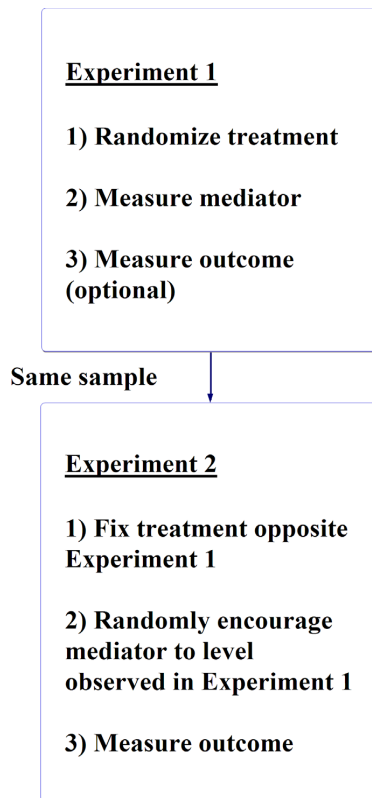 Experiment 1
1) Randomize treatment
2) Measure mediator
3) Measure outcome
(optional)
Same sample
Experiment 2
1) Fix treatment opposite
Experiment 1
2) Randomly encourage
mediator to level
observed in Experiment 1
3) Measure outcome